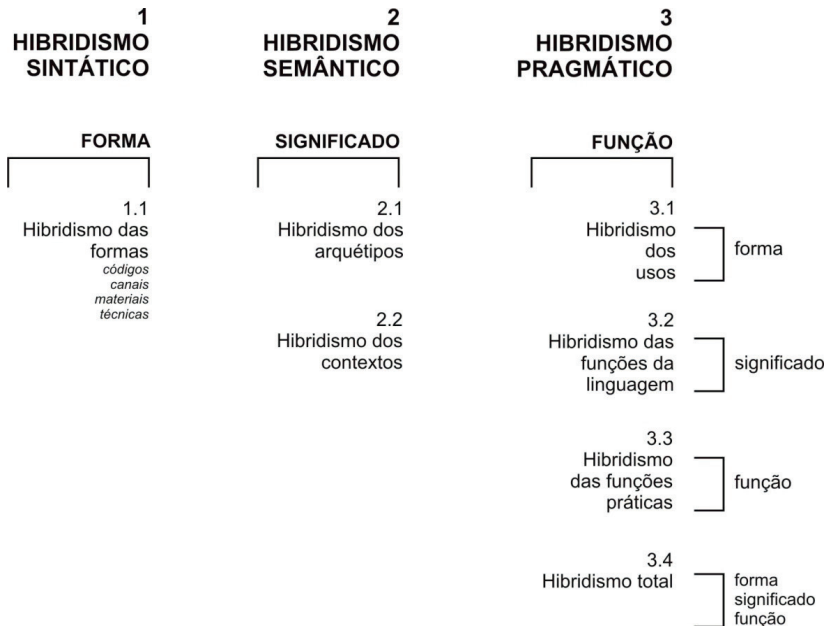 1
HIBRIDISMO
SINTÁTICO
FORMA
1.1
Hibridismo das
formas
códigos
canais
materiais
técnicas
2
HIBRIDISMO
SEMÂNTICO
SIGNIFICADO
2.1
Hibridismo dos
arquétipos
2.2
Hibridismo dos
contextos
3
HIBRIDISMO
PRAGMÁTICO
FUNÇÃO
3.1
Hibridismo
dos
usos
forma
3.2
Hibridismo das
funções da
linguagem
significado
3.3
Hibridismo
das funções
práticas
função
3.4
Hibridismo total
forma
significado
função